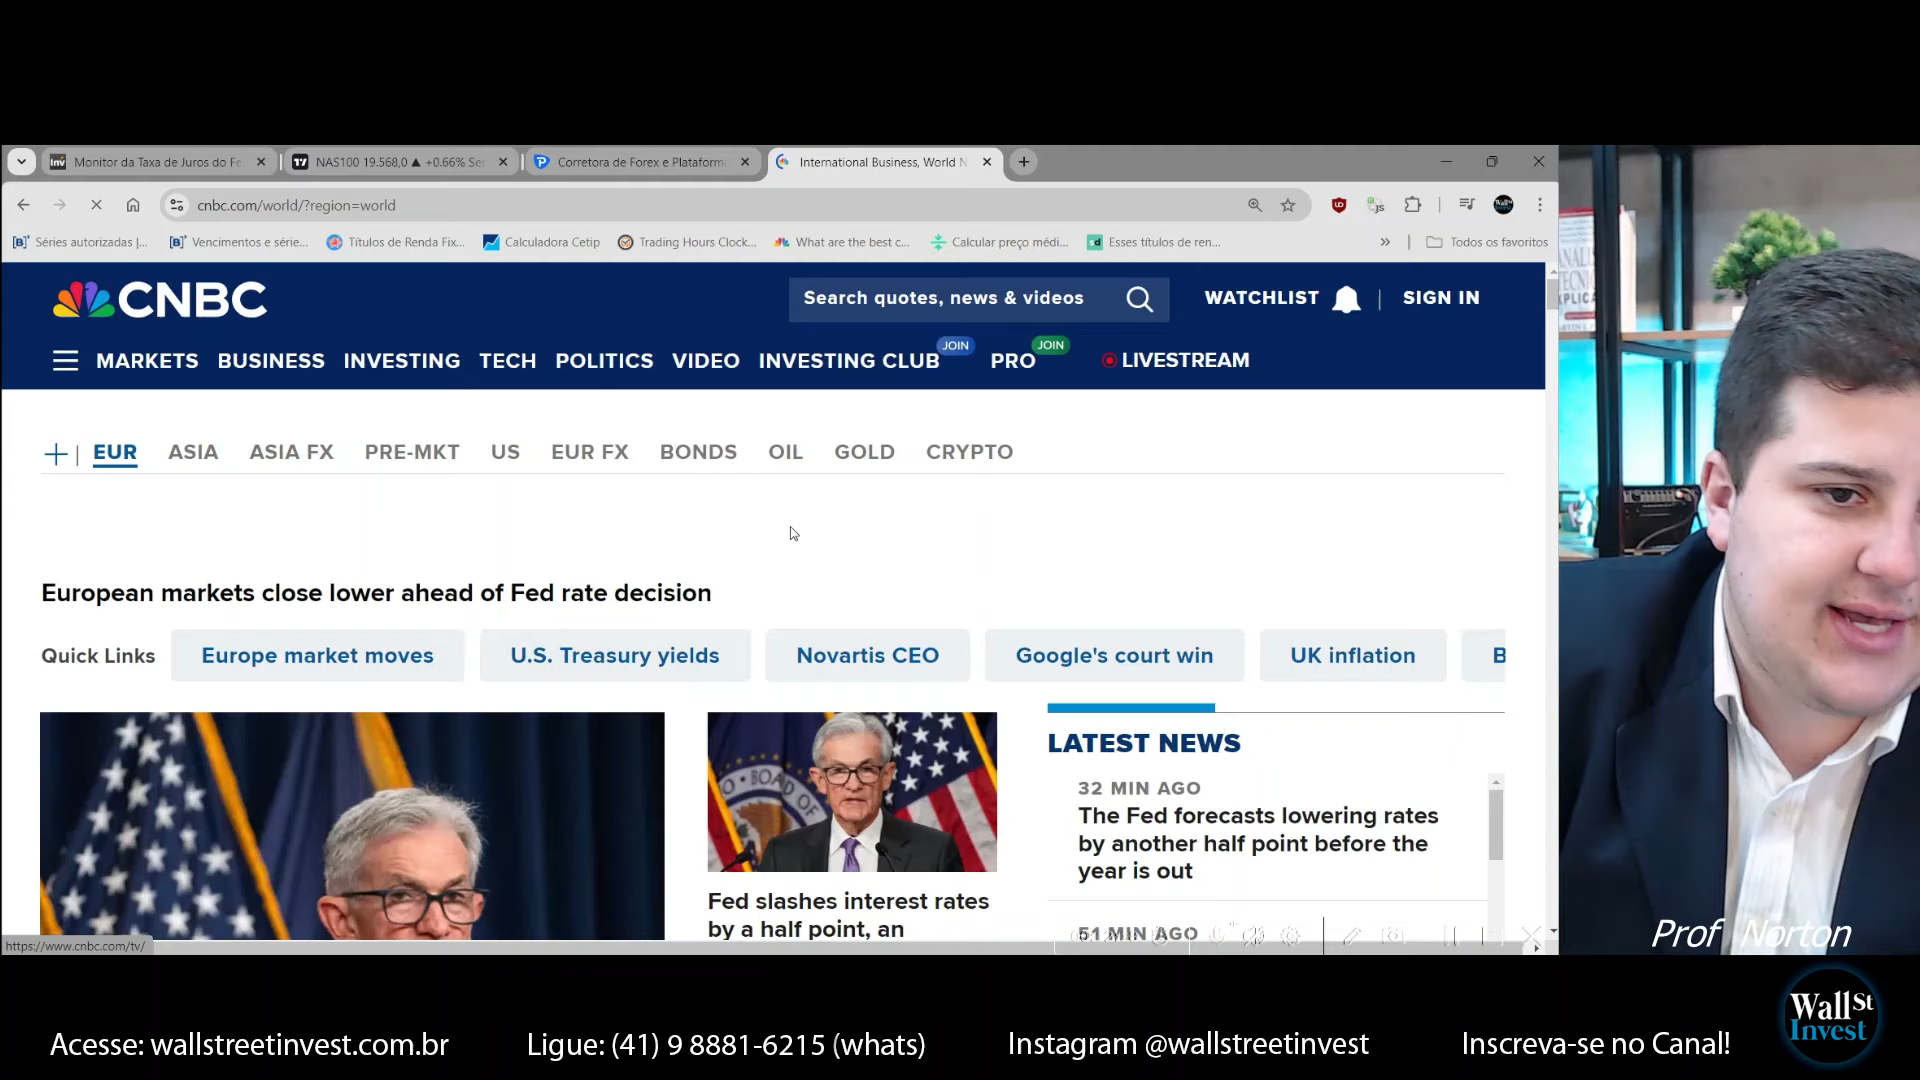 Monitor da Taxa de Juros do Fe
NAS100 19.568,0 ▲ +0.66% Ser
Corretora de Forex e Plataform
International Business, World N
cnbc.com/world/?region=world
Séries autorizadas |...
Vencimentos e série...
Títulos de Renda Fix...
Calculadora Cetip
Trading Hours Clock...
What are the best c...
Calcular preço médi...
Esses títulos de ren...
Todos os favoritos
CNBC
Search quotes, news & videos
WATCHLIST
SIGN IN
MARKETS BUSINESS INVESTING TECH POLITICS VIDEO INVESTING CLUB JOIN PRO JOIN LIVESTREAM
EUR ASIA ASIA FX PRE-MKT US EUR FX BONDS OIL GOLD CRYPTO
European markets close lower ahead of Fed rate decision
Quick Links
Europe market moves
U.S. Treasury yields
Novartis CEO
Google's court win
UK inflation
B
LATEST NEWS
32 MIN AGO
The Fed forecasts lowering rates
by another half point before the
year is out
51 MIN AGO
BOARD OF
Fed slashes interest rates
by a half point, an
https://www.cnbc.com/tv/
Prof Norton
Acesse: wallstreetinvest.com.br
Ligue: (41) 9 8881-6215 (whats)
Instagram @wallstreetinvest
Inscreva-se no Canal!
Wall St
Invest